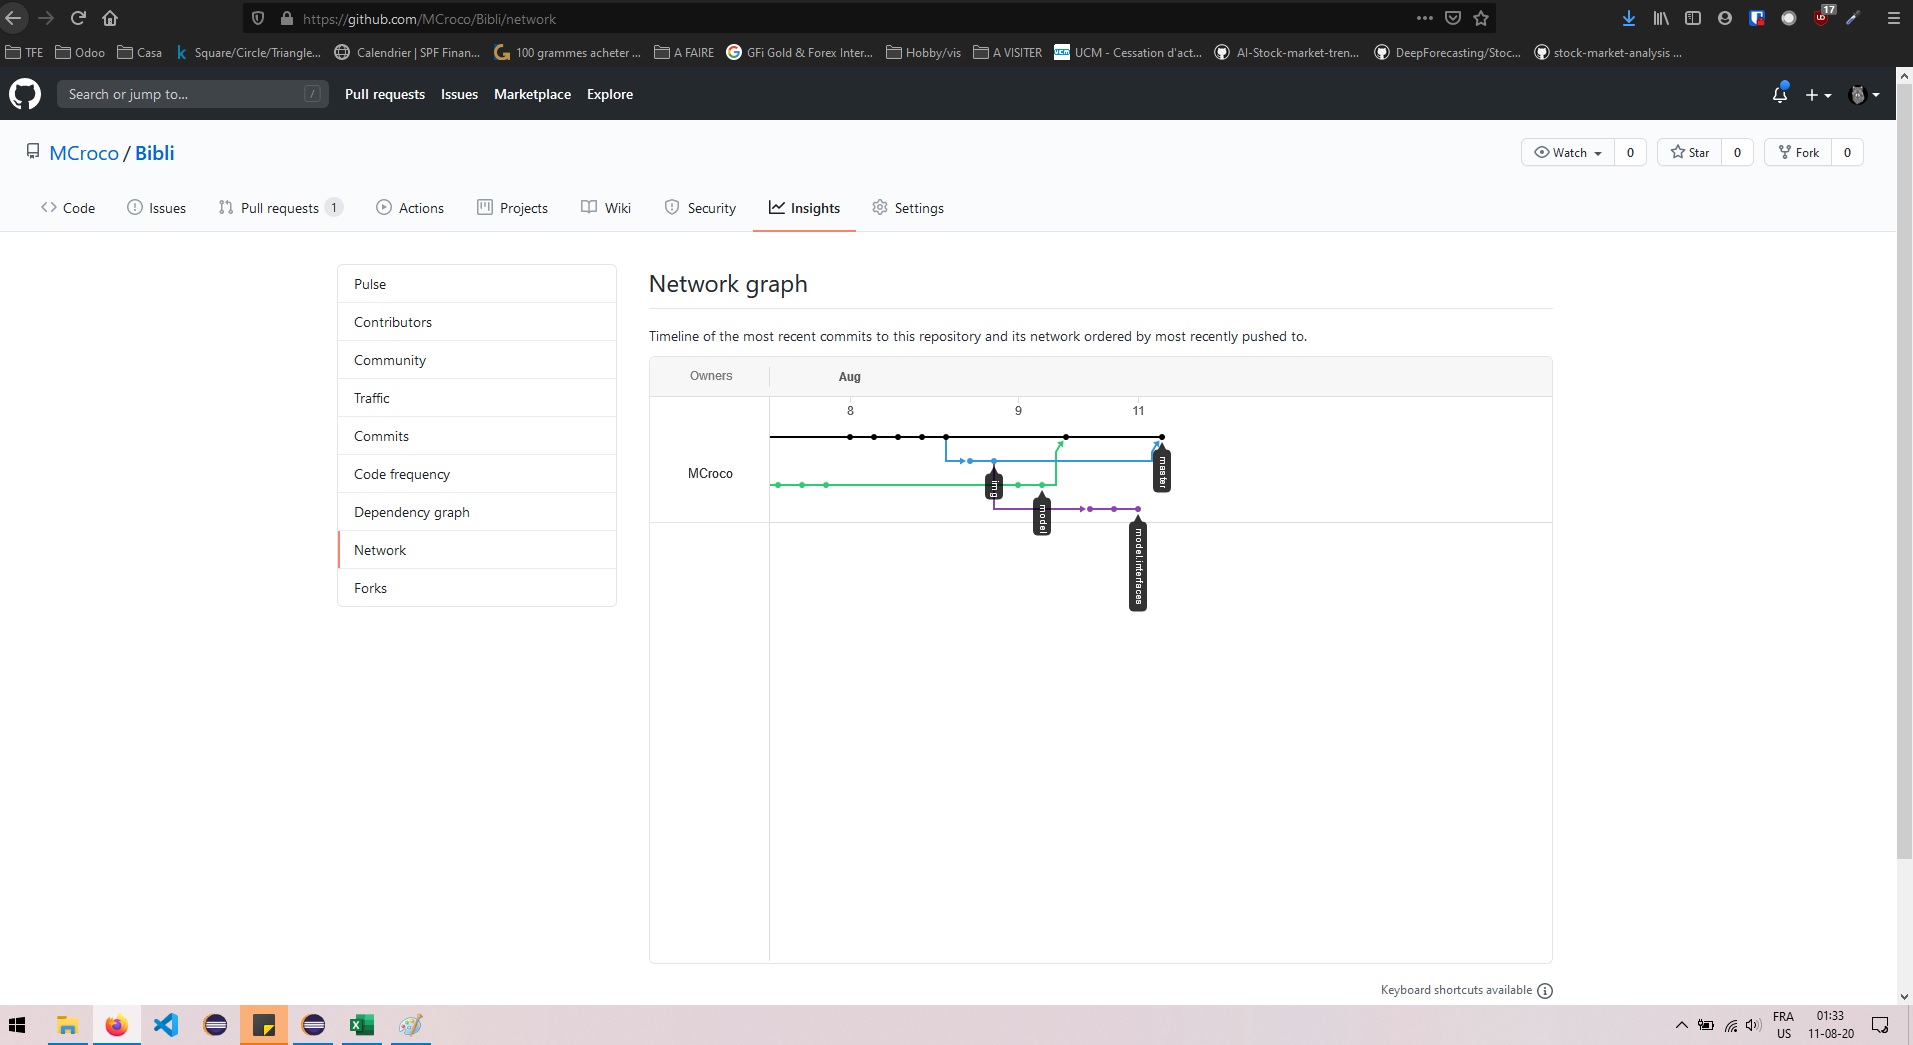 https://github.com/MCroco/Bibli/network
17
TFE Odoo Casa Square/Circle/Triangle... Calendrier | SPF Finan... 100 grammes acheter ... A FAIRE GFi Gold & Forex Inter... Hobby/vis A VISITER UCM - Cessation d'act... AI-Stock-market-tren... DeepForecasting/Stoc... stock-market-analysis ...
Search or jump to... / Pull requests Issues Marketplace Explore
MCroco / Bibli
Watch 0 Star 0 Fork 0
Code Issues Pull requests 1 Actions Projects Wiki Security Insights Settings
Pulse
Contributors
Community
Traffic
Commits
Code frequency
Dependency graph
Network
Forks
Network graph
Timeline of the most recent commits to this repository and its network ordered by most recently pushed to.
Owners Aug
8 9 11
MCroco
master
img
model
model.interfaces
Keyboard shortcuts available
FRA
US
01:33
11-08-20